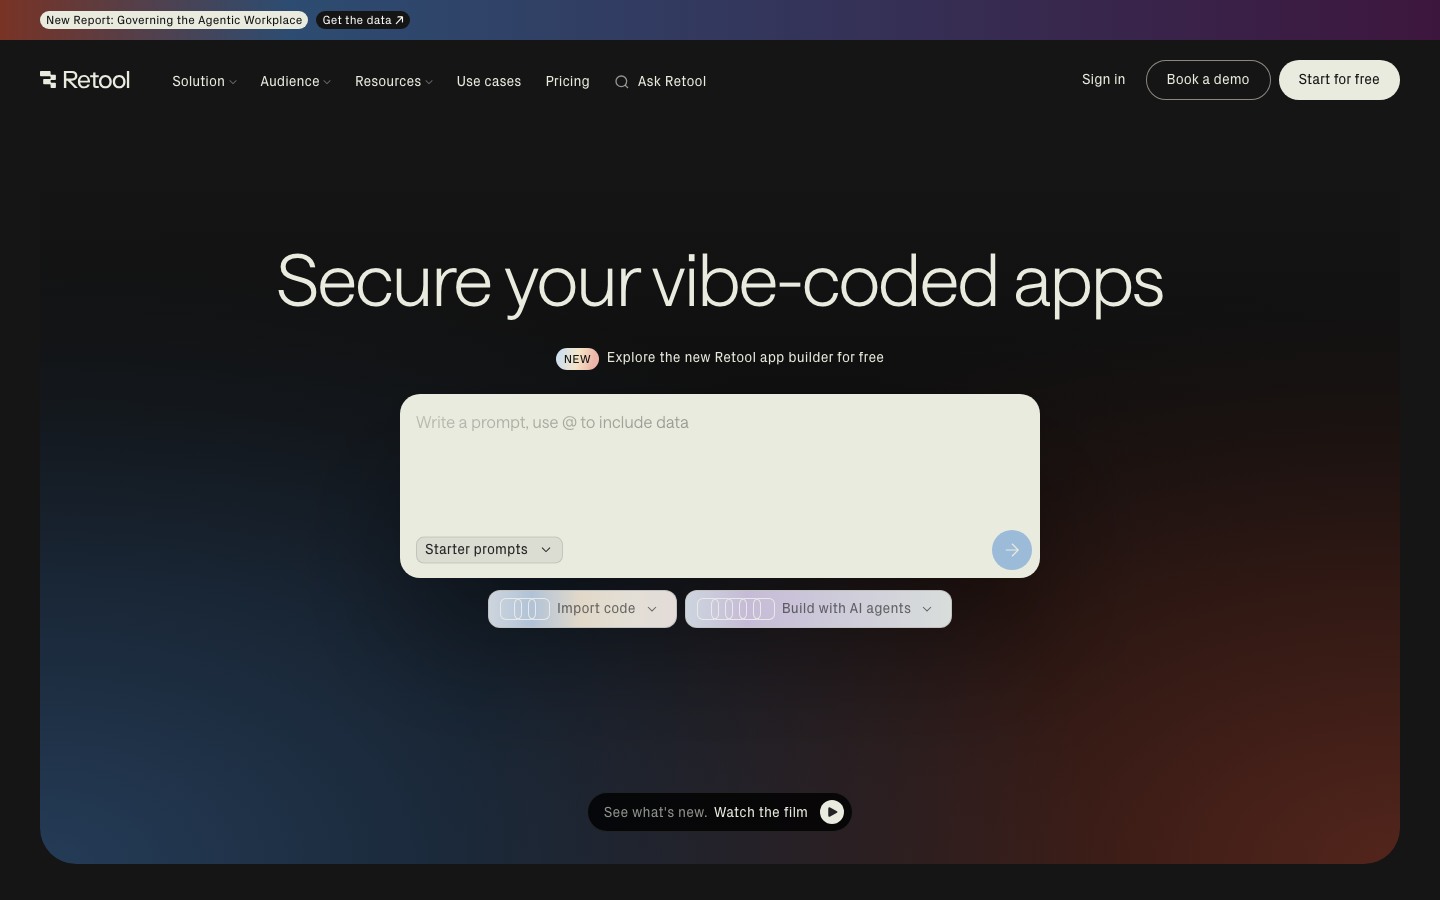 New Report: Governing the Agentic Workplace Get the data
Retool Solution Audience Resources Use cases Pricing Ask Retool Sign in Book a demo Start for free
Secure your vibe-coded apps
NEW Explore the new Retool app builder for free
Write a prompt, use @ to include data
Starter prompts
Import code Build with AI agents
See what's new. Watch the film